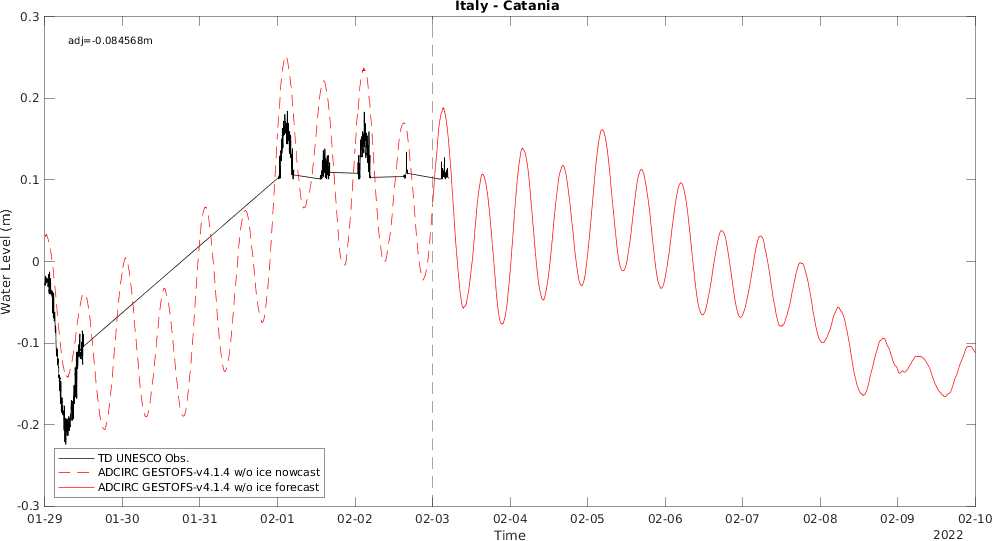 Italy - Catania
adj=-0.084568m
0.3
0.2
0.1
0
-0.1
-0.2
-0.3
Water Level (m)
TD UNESCO Obs.
ADCIRC GESTOFS-v4.1.4 w/o ice nowcast
ADCIRC GESTOFS-v4.1.4 w/o ice forecast
01-29 01-30 01-31 02-01 02-02 02-03 02-04 02-05 02-06 02-07 02-08 02-09 02-10
Time
2022